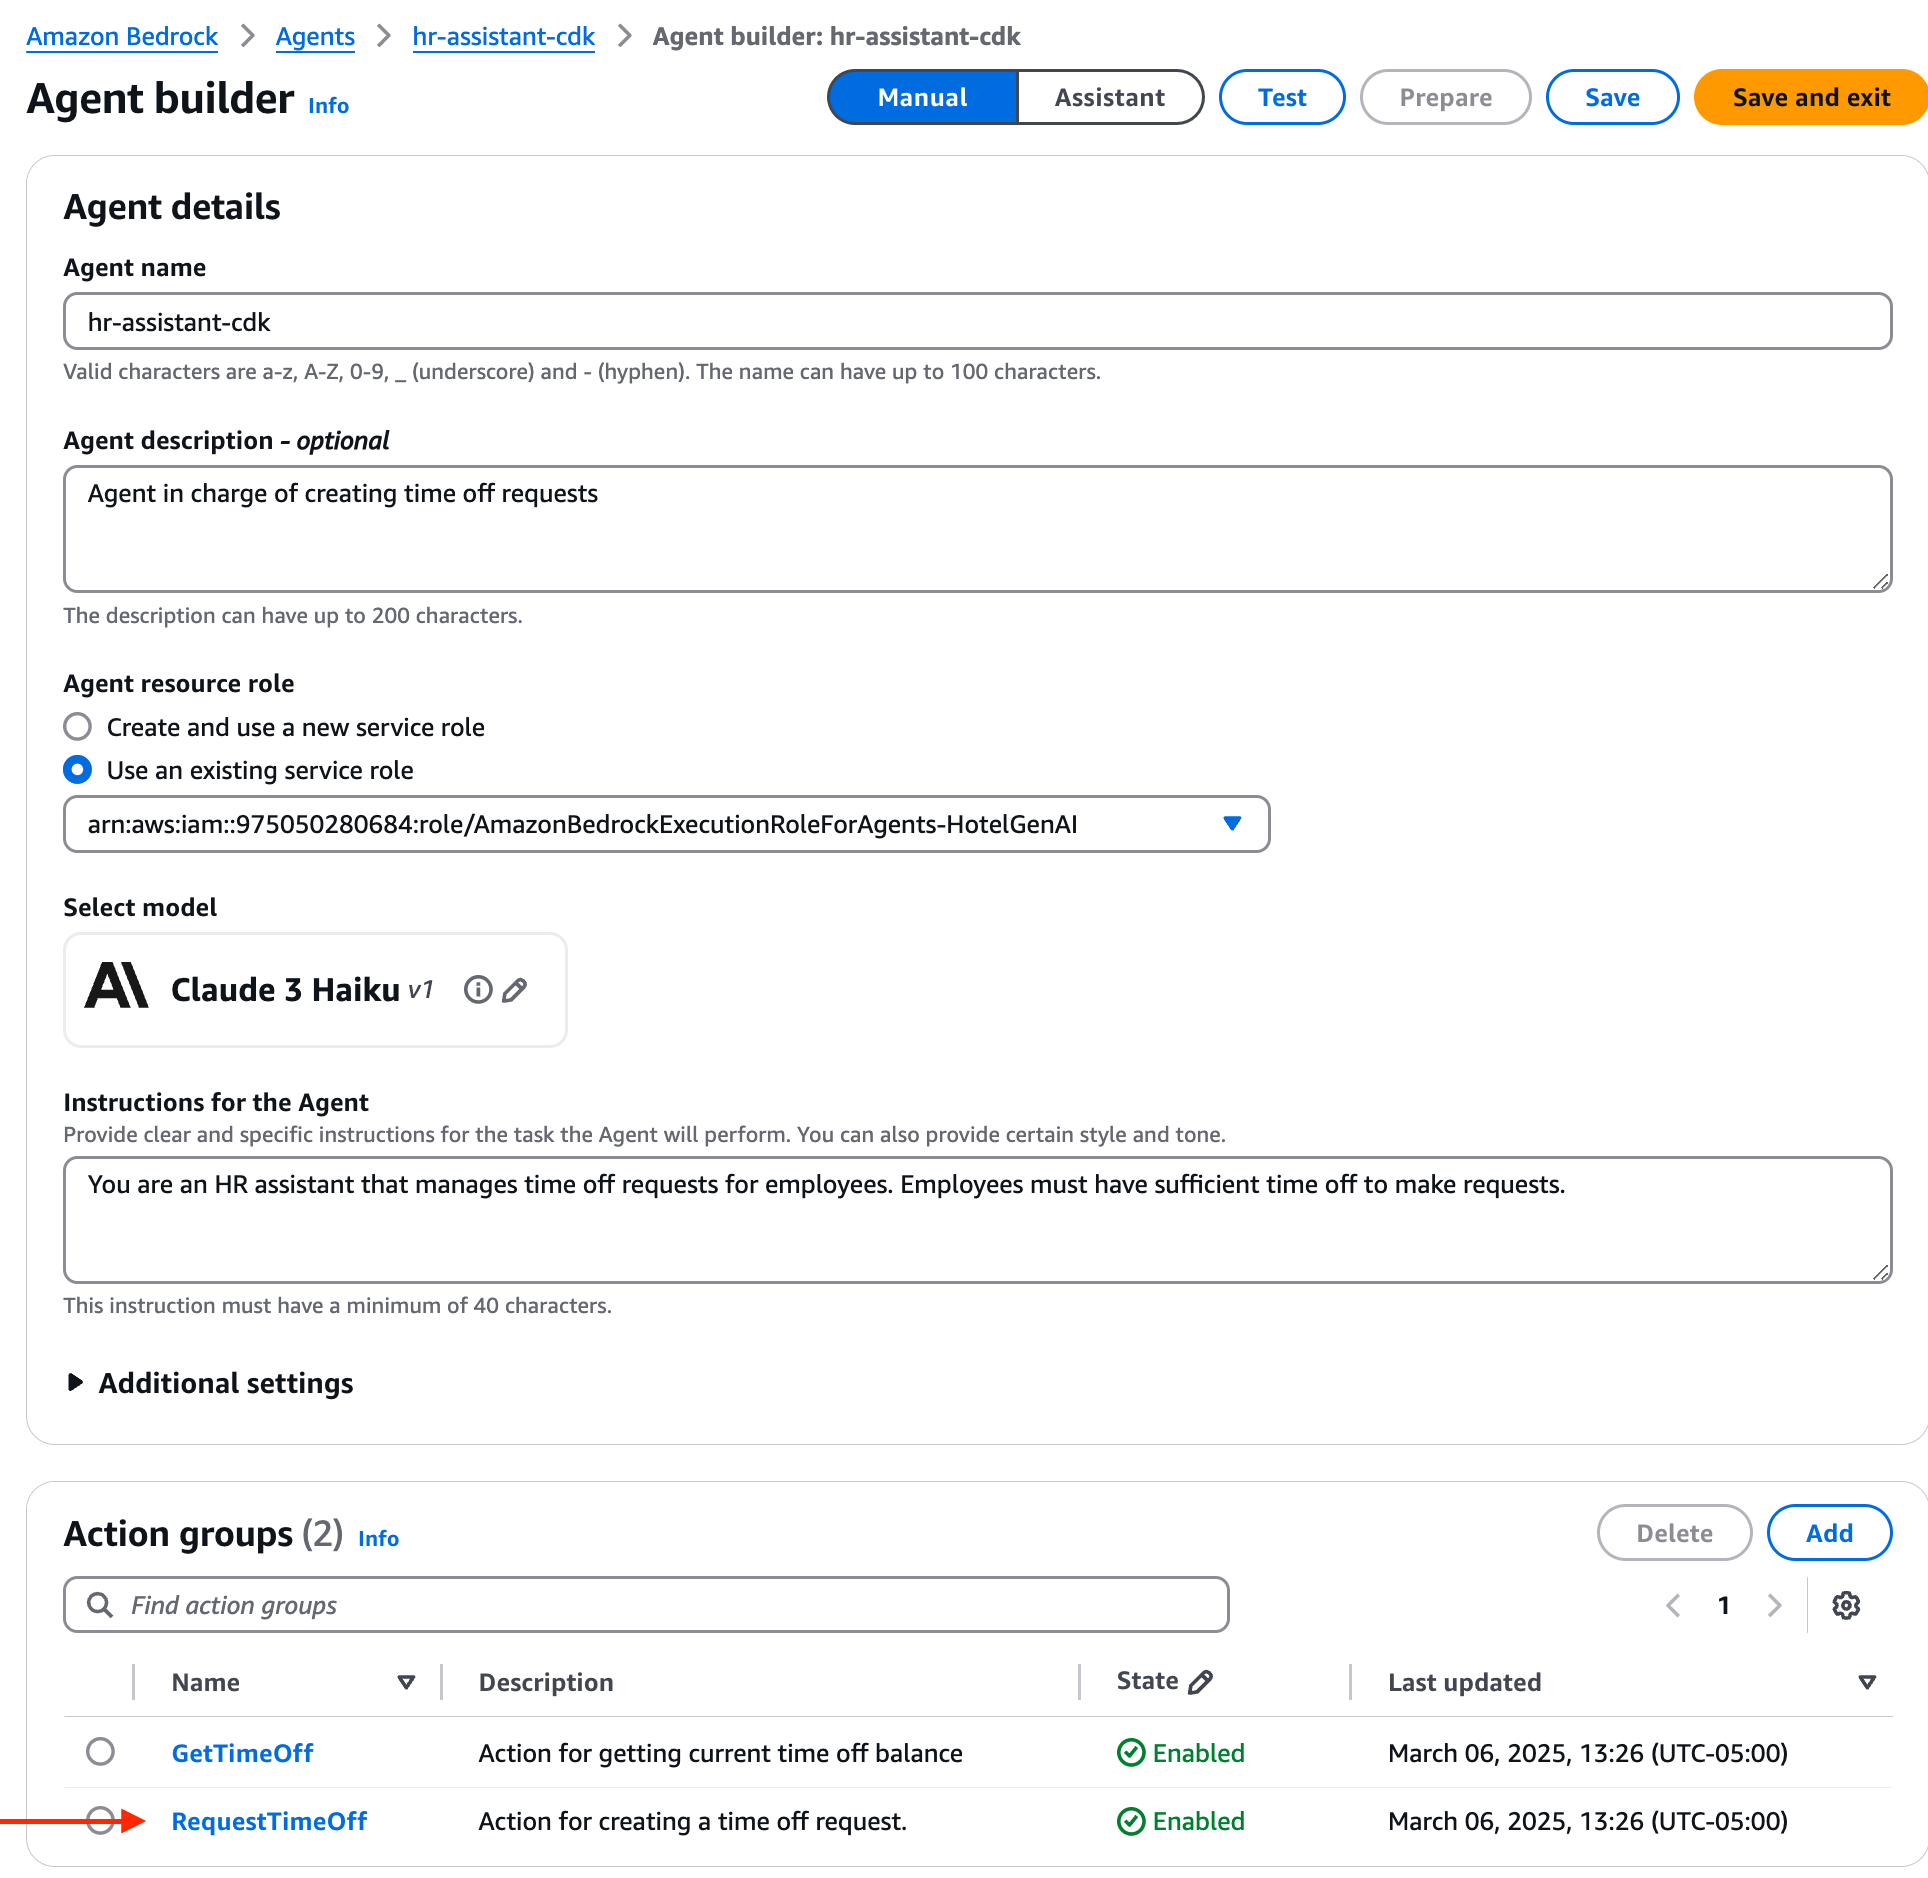 Amazon Bedrock > Agents > hr-assistant-cdk > Agent builder: hr-assistant-cdk
Agent builder Info Manual Assistant Test Prepare Save Save and exit
Agent details
Agent name
hr-assistant-cdk
Valid characters are a-z, A-Z, 0-9, _ (underscore) and - (hyphen). The name can have up to 100 characters.
Agent description - optional
Agent in charge of creating time off requests
The description can have up to 200 characters.
Agent resource role
Create and use a new service role
Use an existing service role
arn:aws:iam::975050280684:role/AmazonBedrockExecutionRoleForAgents-HotelGenAI
Select model
Claude 3 Haiku v1
Instructions for the Agent
Provide clear and specific instructions for the task the Agent will perform. You can also provide certain style and tone.
You are an HR assistant that manages time off requests for employees. Employees must have sufficient time off to make requests.
This instruction must have a minimum of 40 characters.
Additional settings
Action groups (2) Info Delete Add
Find action groups 1
Name Description State Last updated
GetTimeOff Action for getting current time off balance Enabled March 06, 2025, 13:26 (UTC-05:00)
RequestTimeOff Action for creating a time off request. Enabled March 06, 2025, 13:26 (UTC-05:00)